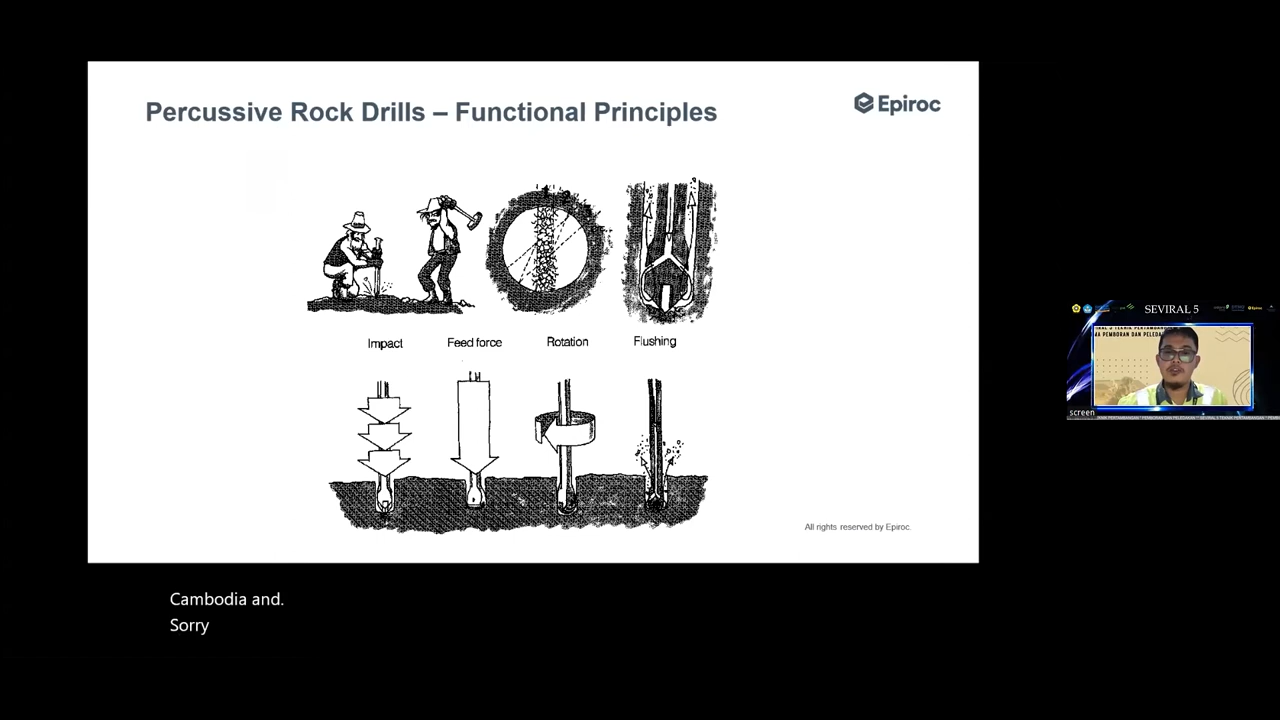 Percussive Rock Drills – Functional Principles
Epiroc
Impact
Feed force
Rotation
Flushing
All rights reserved by Epiroc
SEVIRAL 5
screen
Cambodia and.
Sorry